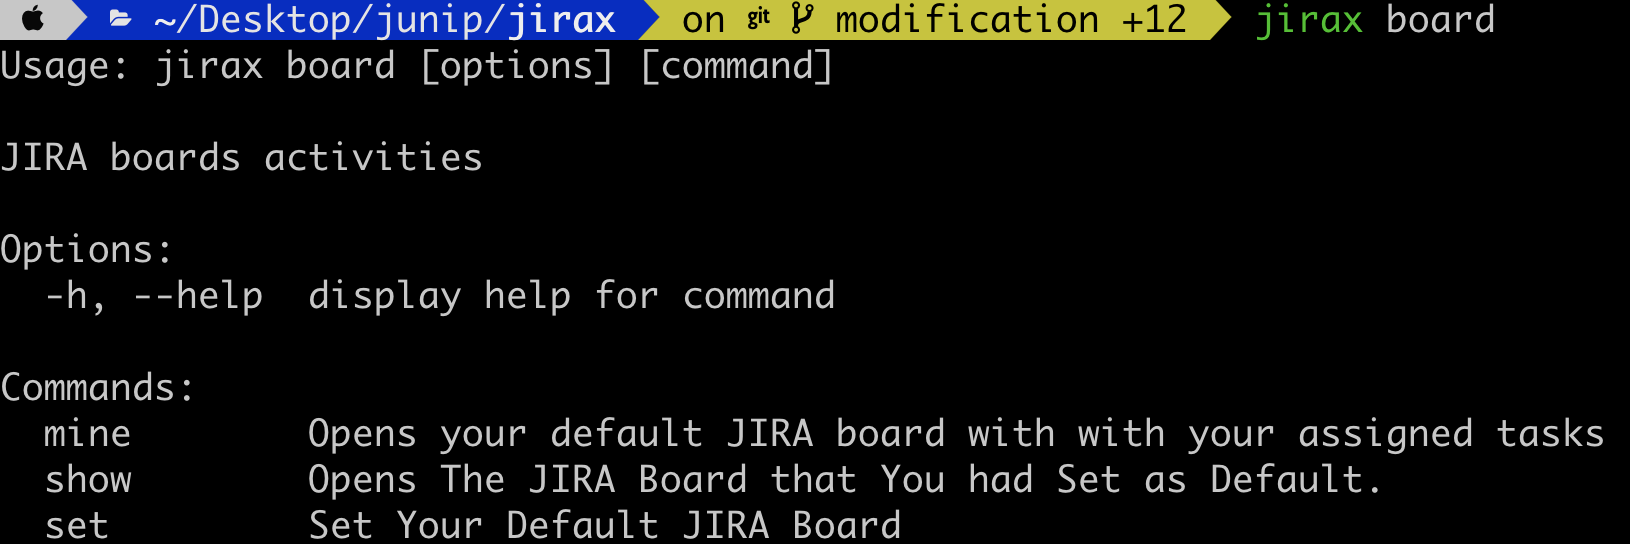 ~/Desktop/junip/jirax on git modification +12 jirax board
Usage: jirax board [options] [command]
JIRA boards activities
Options:
-h, --help display help for command
Commands:
mine Opens your default JIRA board with with your assigned tasks
show Opens The JIRA Board that You had Set as Default.
set Set Your Default JIRA Board